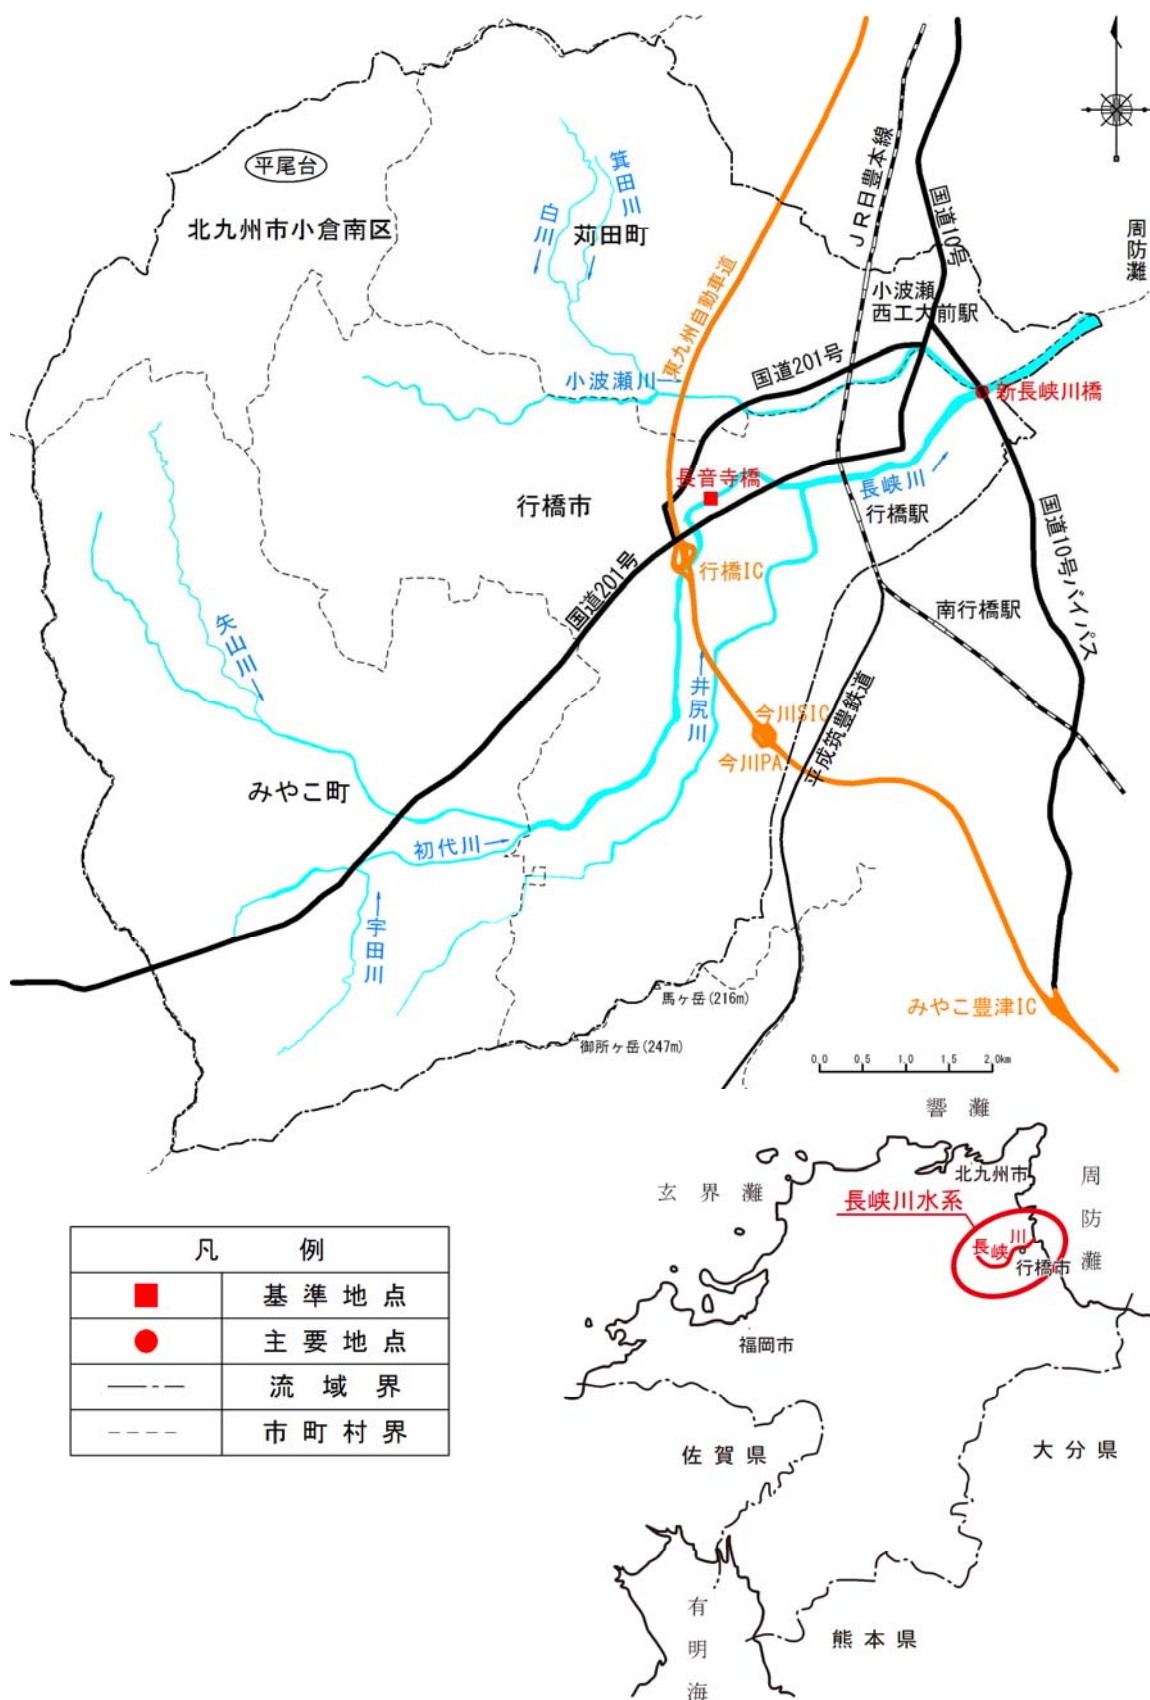 平尾台
北九州市小倉南区
箕田川
白川
苅田町
東九州自動車道
JR日豊本線
国道10号
周防灘
小波瀬
西工大前駅
国道201号
小波瀬川
新長峡川橋
長音寺橋
長峡川
行橋駅
行橋市
行橋IC
国道201号
国道10号バイパス
南行橋駅
矢山川
井尻川
今川SIC
今川PA
平成筑豊鉄道
みやこ町
初代川
宇田川
馬ヶ岳(216m)
御所ヶ岳(247m)
みやこ豊津IC
0.0 0.5 1.0 1.5 2.0km
響灘
北九州市
周防灘
玄界灘
長峡川水系
長峡川
行橋市
福岡市
佐賀県
大分県
有明海
熊本県
凡例
基準地点
主要地点
流域界
市町村界